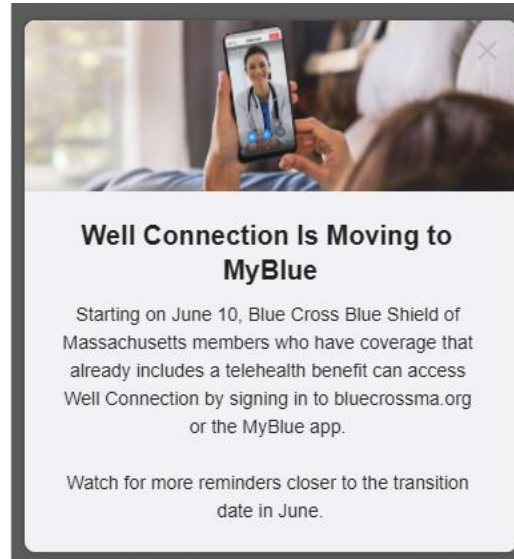 Well Connection Is Moving to
MyBlue
Starting on June 10, Blue Cross Blue Shield of
Massachusetts members who have coverage that
already includes a telehealth benefit can access
Well Connection by signing in to bluecrossma.org
or the MyBlue app.
Watch for more reminders closer to the transition
date in June.